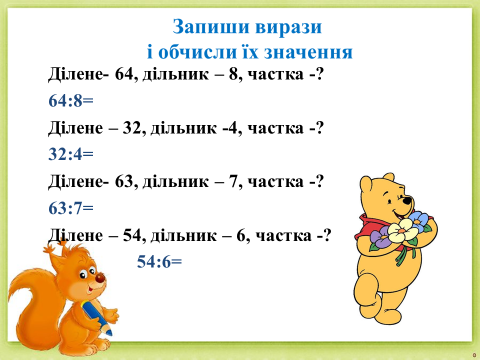 Запиши вирази
і обчисли їх значення
Ділене- 64, дільник – 8, частка -?
64:8=
Ділене – 32, дільник -4, частка -?
32:4=
Ділене- 63, дільник – 7, частка -?
63:7=
Ділене – 54, дільник – 6, частка -?
54:6=
8